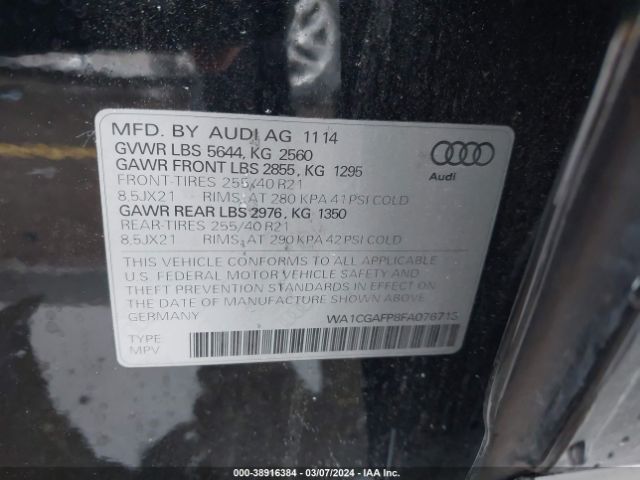 MFD. BY AUDI AG 11 14
GVWR LBS 5644, KG 2560
GAWR FRONT LBS 2855, KG 1295
FRONT-TIRES 255/40 R21
8,5JX21 RIMS, AT 280 KPA 41 PSI COLD
GAWR REAR LBS 2976, KG 1350
REAR-TIRES 255/40 R21
8,5JX21 RIMS, AT 290 KPA 42 PSI COLD
THIS VEHICLE CONFORMS TO ALL APPLICABLE
U.S. FEDERAL MOTOR VEHICLE SAFETY AND
THEFT PREVENTION STANDARDS IN EFFECT ON
THE DATE OF MANUFACTURE SHOWN ABOVE.
GERMANY WA1CGAFP8FA076715
TYPE:
MPV
Audi
000-38916384 — 03/07/2024 — IAA Inc.